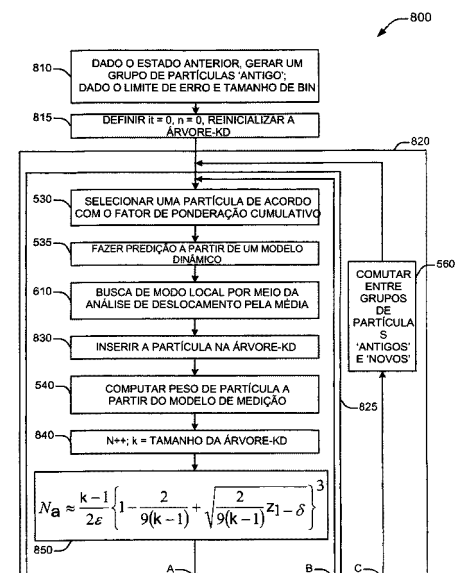 800
810
DADO O ESTADO ANTERIOR, GERAR UM
GRUPO DE PARTÍCULAS 'ANTIGO';
DADO O LIMITE DE ERRO E TAMANHO DE BIN
815
DEFINIR it = 0, n = 0, REINICIALIZAR A
ÁRVORE-KD
820
530
SELECIONAR UMA PARTÍCULA DE ACORDO
COM O FATOR DE PONDERAÇÃO CUMULATIVO
535
FAZER PREDIÇÃO A PARTIR DE UM MODELO
DINÂMICO
610
BUSCA DE MODO LOCAL POR MEIO DA
ANÁLISE DE DESLOCAMENTO PELA MÉDIA
830
INSERIR A PARTÍCULA NA ÁRVORE-KD
540
COMPUTAR PESO DE PARTÍCULA A
PARTIR DO MODELO DE MEDIÇÃO
840
N++; k = TAMANHO DA ÁRVORE-KD
Na ≈ k−1/2ε {1− 2/9(k−1) + √(2/9(k−1)) z1−δ}³
850
560
COMUTAR
ENTRE
GRUPOS
DE
PARTÍCULA
S
'ANTIGOS'
E 'NOVOS'
825
A
B
C